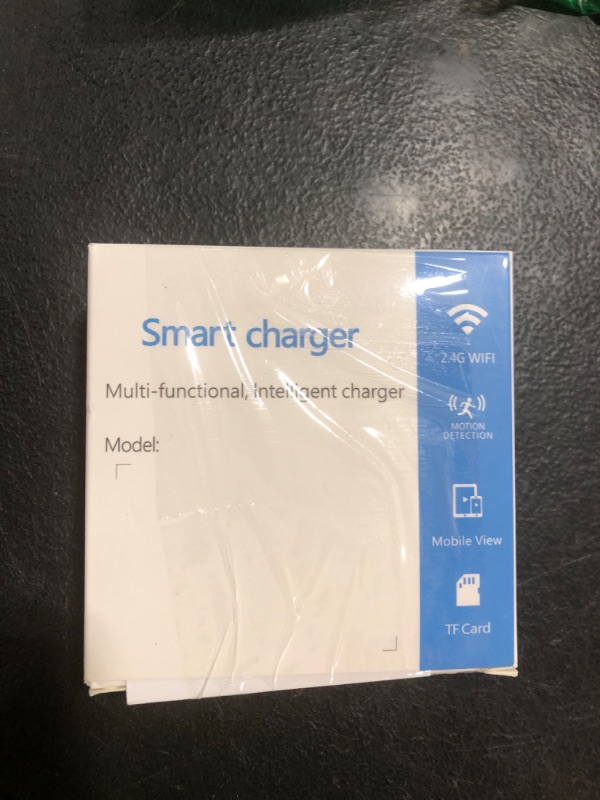 Smart charger
Multi-functional, intelligent charger
Model:
2.4G WIFI
MOTION
DETECTION
Mobile View
TF Card